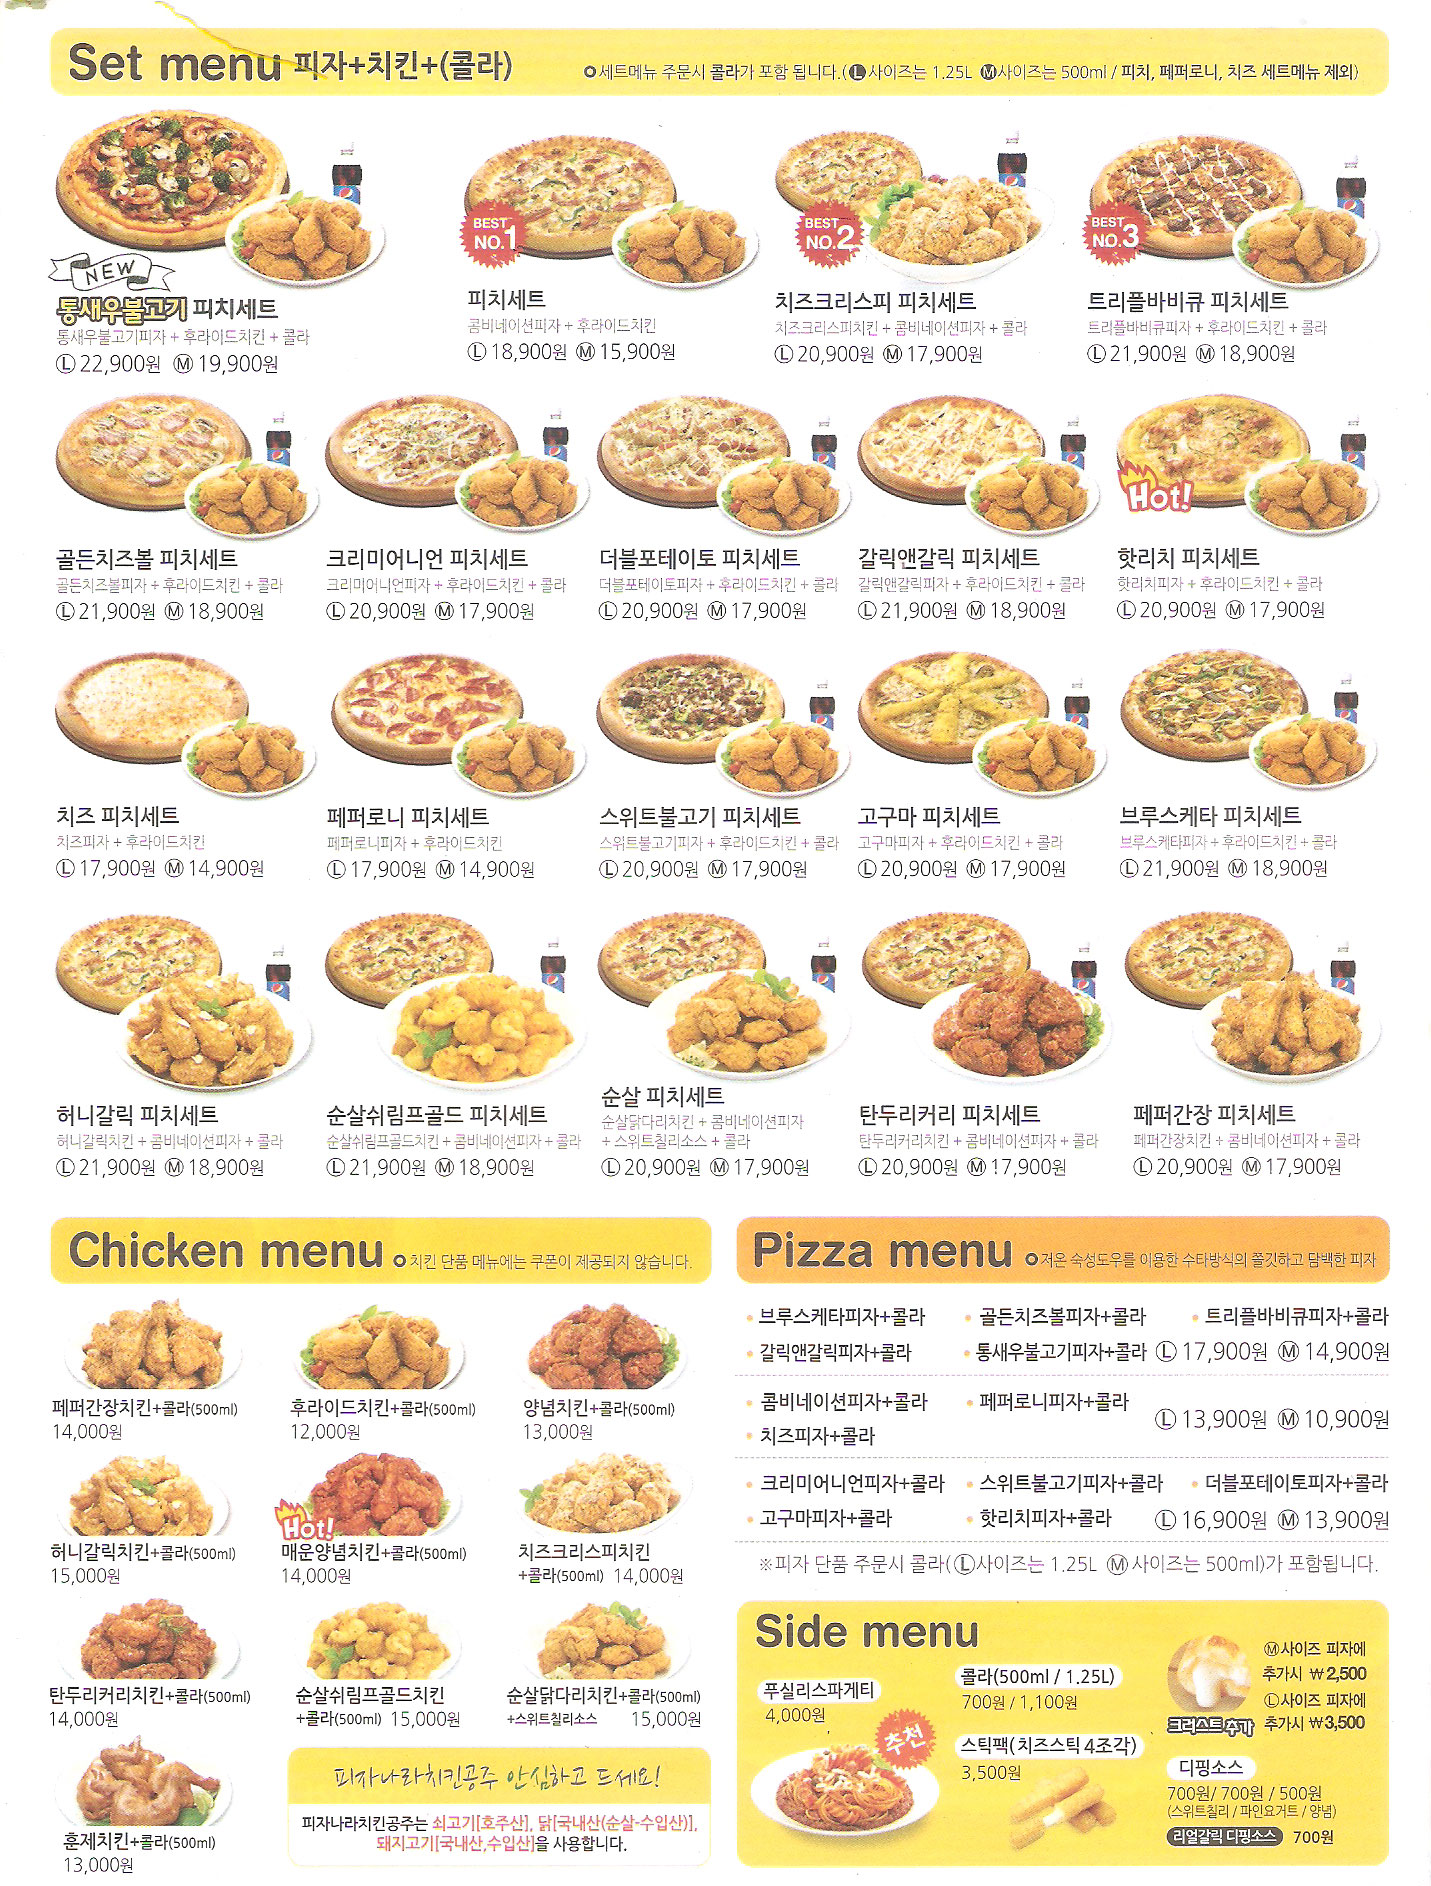 Set menu 피자+치킨+(콜라)
세트메뉴 주문시 콜라가 포함 됩니다.(Ⓛ사이즈는 1.25L Ⓜ사이즈는 500ml / 피치, 페퍼로니, 치즈 세트메뉴 제외)
NEW
통새우불고기 피치세트
통새우불고기피자 + 후라이드치킨 + 콜라
Ⓛ 22,900원 Ⓜ 19,900원
BEST
NO.1
피치세트
콤비네이션피자 + 후라이드치킨
Ⓛ 18,900원 Ⓜ 15,900원
BEST
NO.2
치즈크리스피 피치세트
치즈크리스피치킨 + 콤비네이션피자 + 콜라
Ⓛ 20,900원 Ⓜ 17,900원
BEST
NO.3
트리플바비큐 피치세트
트리플바비큐피자 + 후라이드치킨 + 콜라
Ⓛ 21,900원 Ⓜ 18,900원
골든치즈볼 피치세트
골든치즈볼피자 + 후라이드치킨 + 콜라
Ⓛ 21,900원 Ⓜ 18,900원
크리미어니언 피치세트
크리미어니언피자 + 후라이드치킨 + 콜라
Ⓛ 20,900원 Ⓜ 17,900원
더블포테이토 피치세트
더블포테이토피자 + 후라이드치킨 + 콜라
Ⓛ 20,900원 Ⓜ 17,900원
갈릭앤갈릭 피치세트
갈릭앤갈릭피자 + 후라이드치킨 + 콜라
Ⓛ 21,900원 Ⓜ 18,900원
Hot!
핫리치 피치세트
핫리치피자 + 후라이드치킨 + 콜라
Ⓛ 20,900원 Ⓜ 17,900원
치즈 피치세트
치즈피자 + 후라이드치킨
Ⓛ 17,900원 Ⓜ 14,900원
페퍼로니 피치세트
페퍼로니피자 + 후라이드치킨
Ⓛ 17,900원 Ⓜ 14,900원
스위트불고기 피치세트
스위트불고기피자 + 후라이드치킨 + 콜라
Ⓛ 20,900원 Ⓜ 17,900원
고구마 피치세트
고구마피자 + 후라이드치킨 + 콜라
Ⓛ 20,900원 Ⓜ 17,900원
브루스케타 피치세트
브루스케타피자 + 후라이드치킨 + 콜라
Ⓛ 21,900원 Ⓜ 18,900원
허니갈릭 피치세트
허니갈릭치킨 + 콤비네이션피자 + 콜라
Ⓛ 21,900원 Ⓜ 18,900원
순살쉬림프골드 피치세트
순살쉬림프골드치킨 + 콤비네이션피자 + 콜라
Ⓛ 21,900원 Ⓜ 18,900원
순살 피치세트
순살닭다리치킨 + 콤비네이션피자
+ 스위트칠리소스 + 콜라
Ⓛ 20,900원 Ⓜ 17,900원
탄두리커리 피치세트
탄두리커리치킨 + 콤비네이션피자 + 콜라
Ⓛ 20,900원 Ⓜ 17,900원
페퍼간장 피치세트
페퍼간장치킨 + 콤비네이션피자 + 콜라
Ⓛ 20,900원 Ⓜ 17,900원
Chicken menu 치킨 단품 메뉴에는 쿠폰이 제공되지 않습니다.
페퍼간장치킨+콜라(500ml)
14,000원
후라이드치킨+콜라(500ml)
12,000원
양념치킨+콜라(500ml)
13,000원
허니갈릭치킨+콜라(500ml)
15,000원
Hot!
매운양념치킨+콜라(500ml)
14,000원
치즈크리스피치킨
+콜라(500ml) 14,000원
탄두리커리치킨+콜라(500ml)
14,000원
순살쉬림프골드치킨
+콜라(500ml) 15,000원
순살닭다리치킨+콜라(500ml)
+스위트칠리소스 15,000원
훈제치킨+콜라(500ml)
13,000원
피자나라치킨공주 안심하고 드세요!
피자나라치킨공주는 쇠고기[호주산], 닭[국내산(순살-수입산)],
돼지고기[국내산,수입산]을 사용합니다.
Pizza menu 저온 숙성도우를 이용한 수타방식의 쫄깃하고 담백한 피자
• 브루스케타피자+콜라 • 골든치즈볼피자+콜라 • 트리플바비큐피자+콜라
• 갈릭앤갈릭피자+콜라 • 통새우불고기피자+콜라 Ⓛ 17,900원 Ⓜ 14,900원
• 콤비네이션피자+콜라 • 페퍼로니피자+콜라
Ⓛ 13,900원 Ⓜ 10,900원
• 치즈피자+콜라
• 크리미어니언피자+콜라 • 스위트불고기피자+콜라 • 더블포테이토피자+콜라
• 고구마피자+콜라 • 핫리치피자+콜라 Ⓛ 16,900원 Ⓜ 13,900원
※피자 단품 주문시 콜라(Ⓛ사이즈는 1.25L Ⓜ사이즈는 500ml)가 포함됩니다.
Side menu
푸실리스파게티
4,000원
추천
콜라(500ml / 1.25L)
700원 / 1,100원
스틱팩(치즈스틱 4조각)
3,500원
크러스트 추가
Ⓜ사이즈 피자에
추가시 ₩2,500
Ⓛ사이즈 피자에
추가시 ₩3,500
디핑소스
700원/ 700원 / 500원
(스위트칠리 / 파인요거트 / 양념)
리얼갈릭 디핑소스 700원